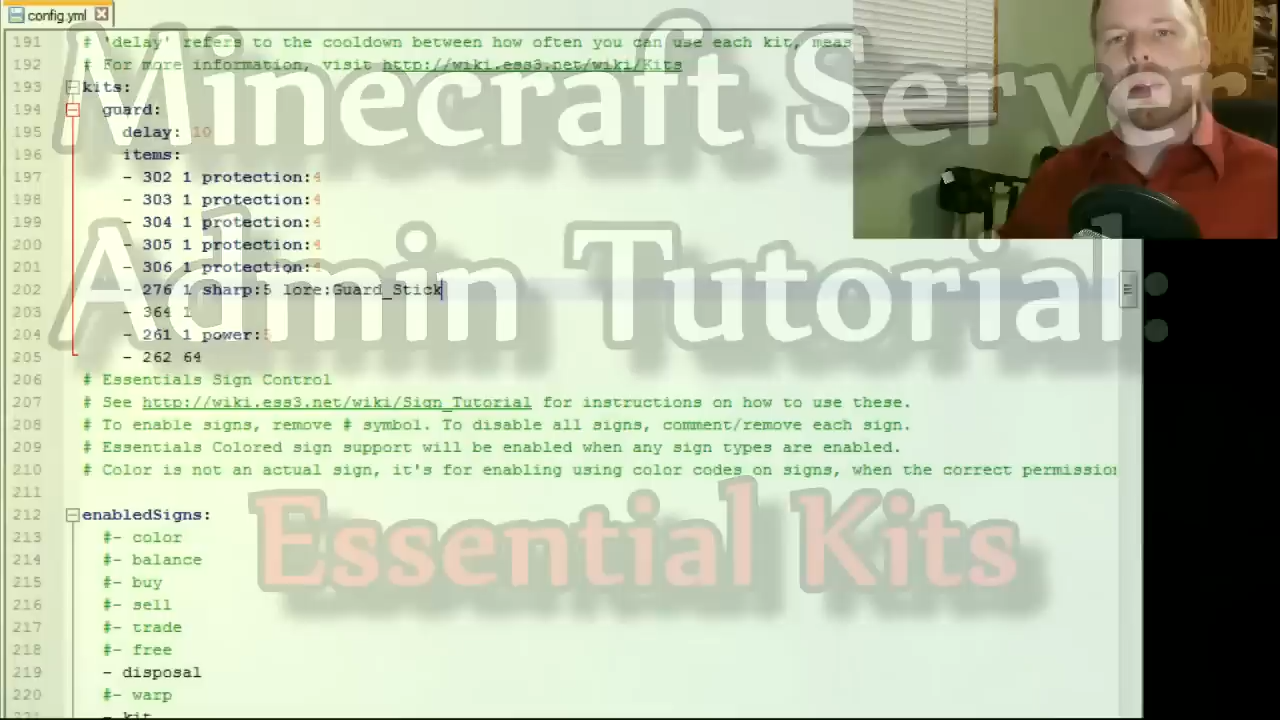 config.yml
191 # 'delay' refers to the cooldown between how often you can use each kit, meas
192 # For more information, visit http://wiki.ess3.net/wiki/Kits
193 kits:
194 guard:
195 delay: 10
196 items:
197 - 302 1 protection:4
198 - 303 1 protection:4
199 - 304 1 protection:4
200 - 305 1 protection:4
201 - 306 1 protection:4
202 - 276 1 sharp:5 lore:Guard_Stick
203 - 364 1
204 - 261 1 power:5
205 - 262 64
206 # Essentials Sign Control
207 # See http://wiki.ess3.net/wiki/Sign_Tutorial for instructions on how to use these.
208 # To enable signs, remove # symbol. To disable all signs, comment/remove each sign.
209 # Essentials Colored sign support will be enabled when any sign types are enabled.
210 # Color is not an actual sign, it's for enabling using color codes on signs, when the correct permission
211
212 enabledSigns:
213 #- color
214 #- balance
215 #- buy
216 #- sell
217 #- trade
218 #- free
219 - disposal
220 #- warp
- kit
Minecraft Server
Admin Tutorial:
Essential Kits